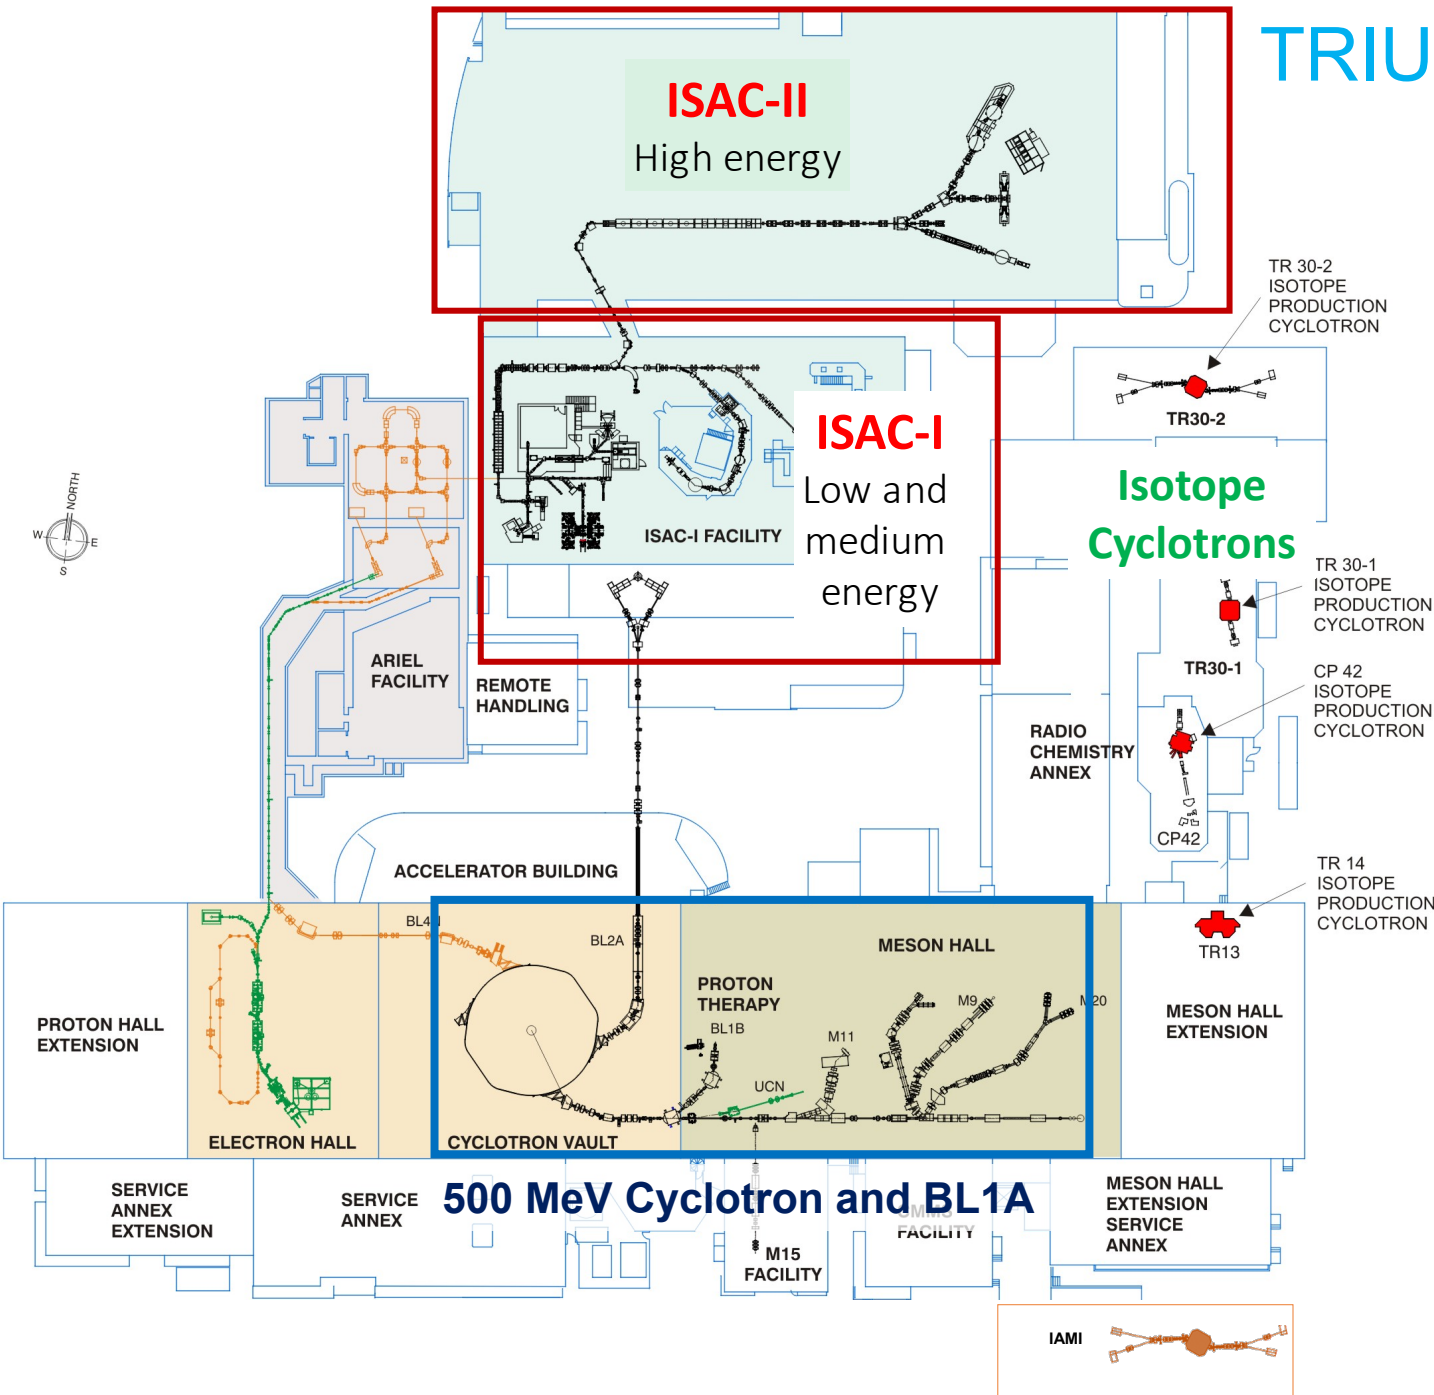 TRIU
ISAC-II
High energy
TR 30-2
ISOTOPE
PRODUCTION
CYCLOTRON
TR30-2
ISAC-I
Low and
medium
energy
ISAC-I FACILITY
Isotope
Cyclotrons
NORTH
W
E
S
TR 30-1
ISOTOPE
PRODUCTION
CYCLOTRON
TR30-1
ARIEL
FACILITY
REMOTE
HANDLING
CP 42
ISOTOPE
PRODUCTION
CYCLOTRON
RADIO
CHEMISTRY
ANNEX
CP42
ACCELERATOR BUILDING
TR 14
ISOTOPE
PRODUCTION
CYCLOTRON
TR13
BL4N
BL2A
MESON HALL
PROTON
THERAPY
BL1B
M9
M20
M11
UCN
PROTON HALL
EXTENSION
MESON HALL
EXTENSION
ELECTRON HALL
CYCLOTRON VAULT
500 MeV Cyclotron and BL1A
SERVICE
ANNEX
EXTENSION
SERVICE
ANNEX
FACILITY
M15
FACILITY
MESON HALL
EXTENSION
SERVICE
ANNEX
IAMI